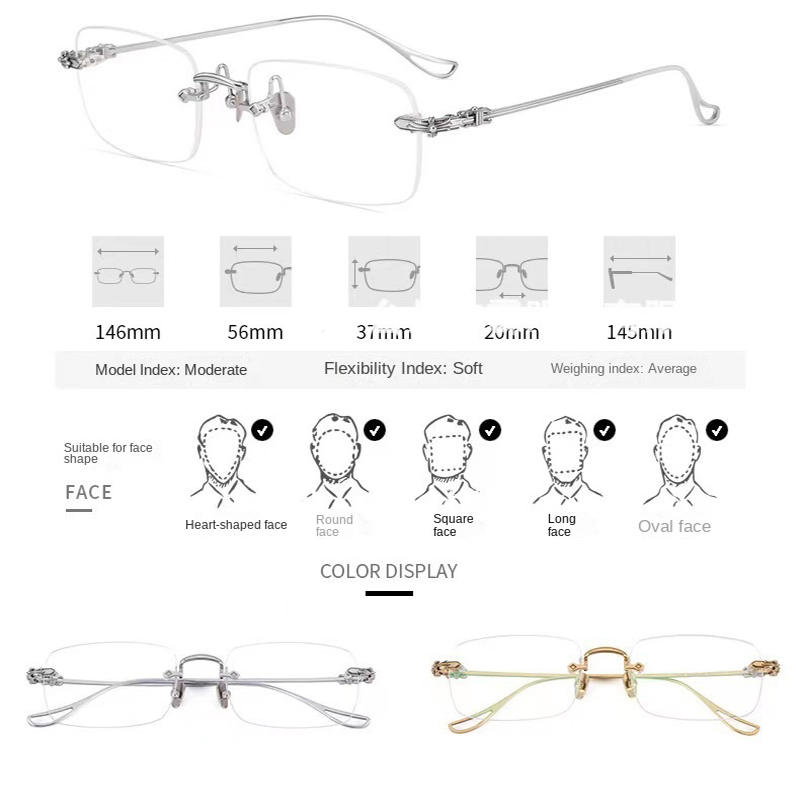 146mm 56mm 37mm 20mm 145mm
Model Index: Moderate Flexibility Index: Soft Weighing index: Average
Suitable for face
shape
FACE
Heart-shaped face
Round
face
Square
face
Long
face
Oval face
COLOR DISPLAY